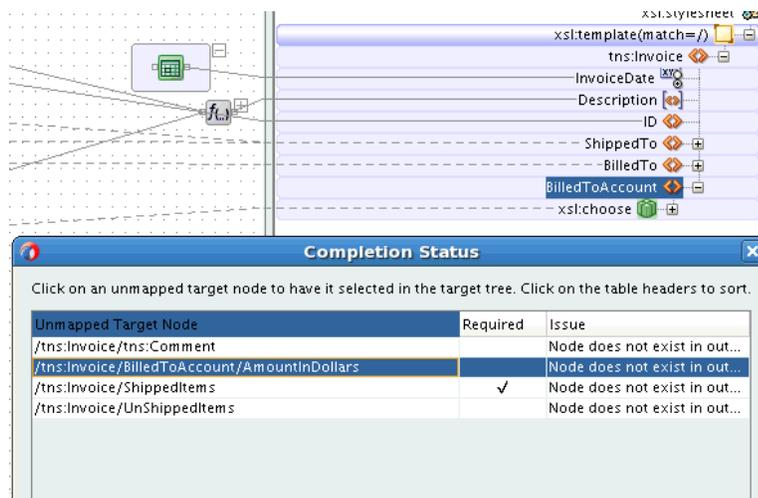 xsl:stylesheet
xsl:template(match=/)
tns:Invoice
InvoiceDate XY
Description
f(...)
ID
ShippedTo
BilledTo
BilledToAccount
xsl:choose
Completion Status
Click on an unmapped target node to have it selected in the target tree. Click on the table headers to sort.
Unmapped Target Node Required Issue
/tns:Invoice/tns:Comment Node does not exist in out...
/tns:Invoice/BilledToAccount/AmountInDollars Node does not exist in out...
/tns:Invoice/ShippedItems ✓ Node does not exist in out...
/tns:Invoice/UnShippedItems Node does not exist in out...